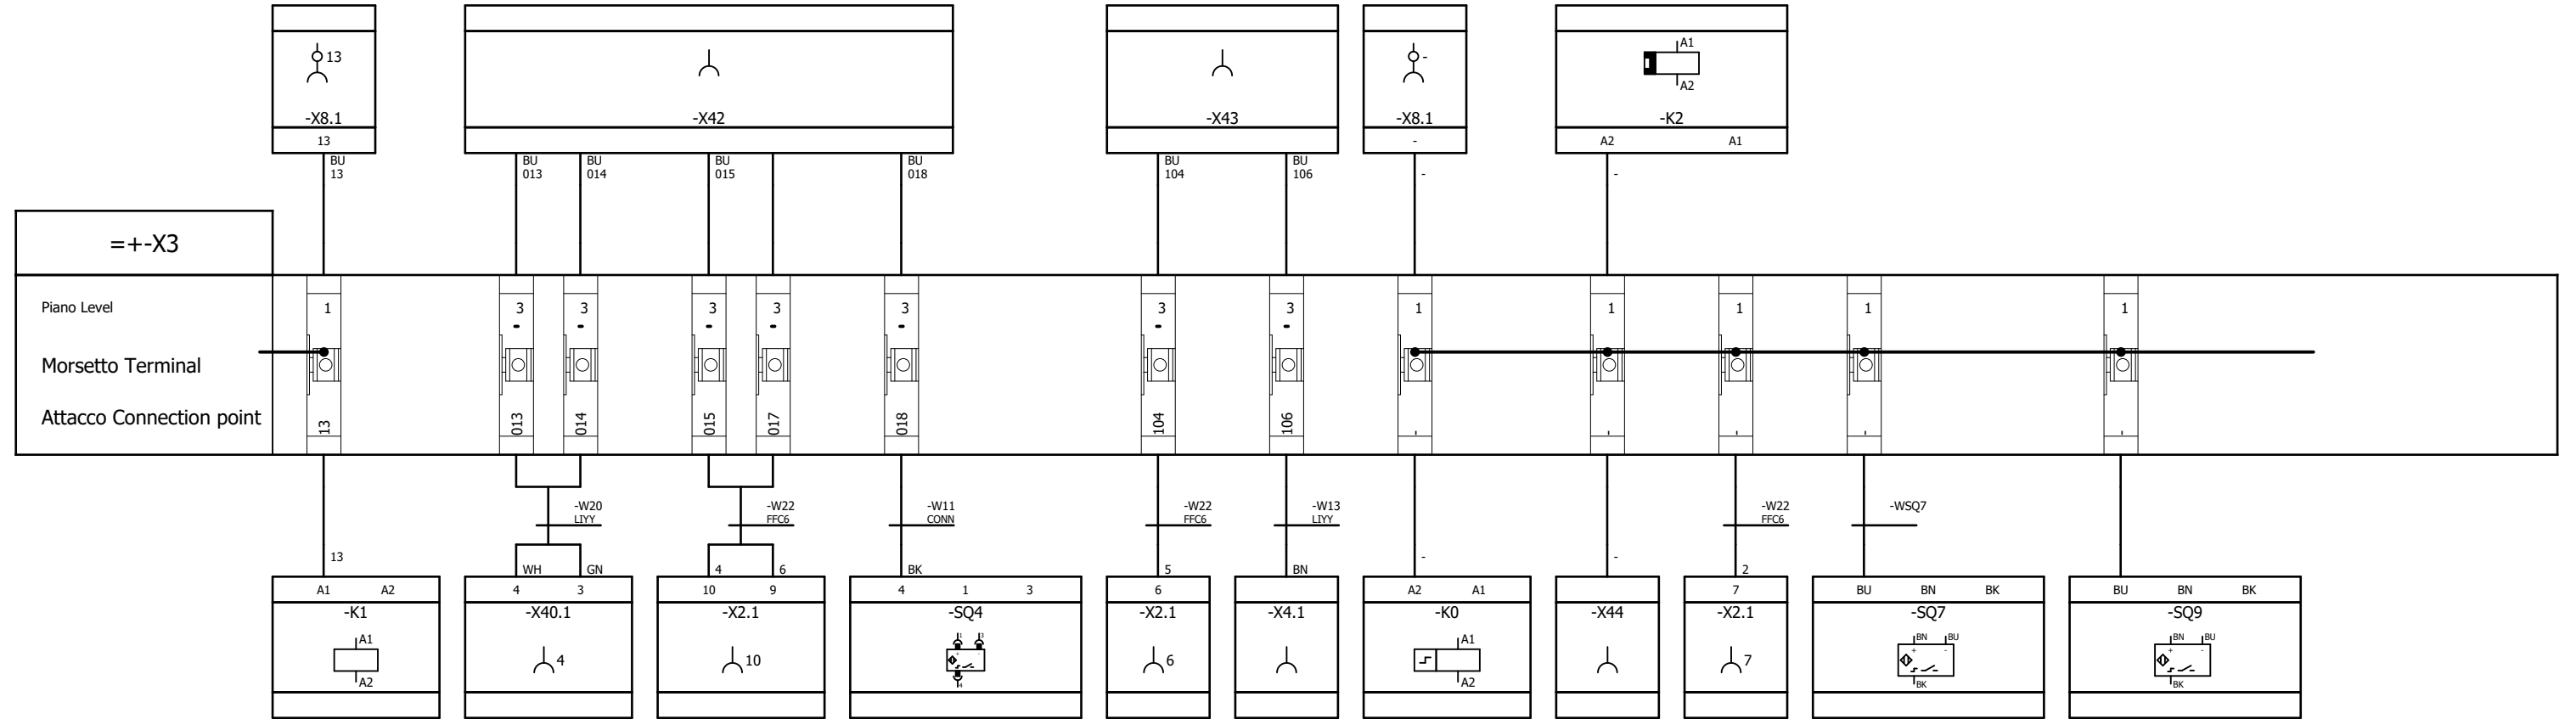 13
-X8.1
13
-X42
-X43
-
-X8.1
-
A1
A2
-K2
A2 A1
BU
13
BU
013
BU
014
BU
015
BU
018
BU
104
BU
106
-
-
=+-X3
Piano Level
1 3 3 3 3 3 3 3 1 1 1 1 1
Morsetto Terminal
Attacco Connection point
13 013 014 015 017 018 104 106 - - - - -
-W20
LIYY
-W22
FFC6
-W11
CONN
-W22
FFC6
-W13
LIYY
-W22
FFC6
-WSQ7
13
WH GN
4 6
BK
5
BN
-
-
2
A1 A2
-K1
A1
A2
4 3
-X40.1
4
10 9
-X2.1
10
4 1 3
-SQ4
1 3
+ -
4
6
-X2.1
6
-X4.1
A2 A1
-K0
A1
A2
-X44
7
-X2.1
7
BU BN BK
-SQ7
BN BU
+ -
BK
BU BN BK
-SQ9
BN BU
+ -
BK